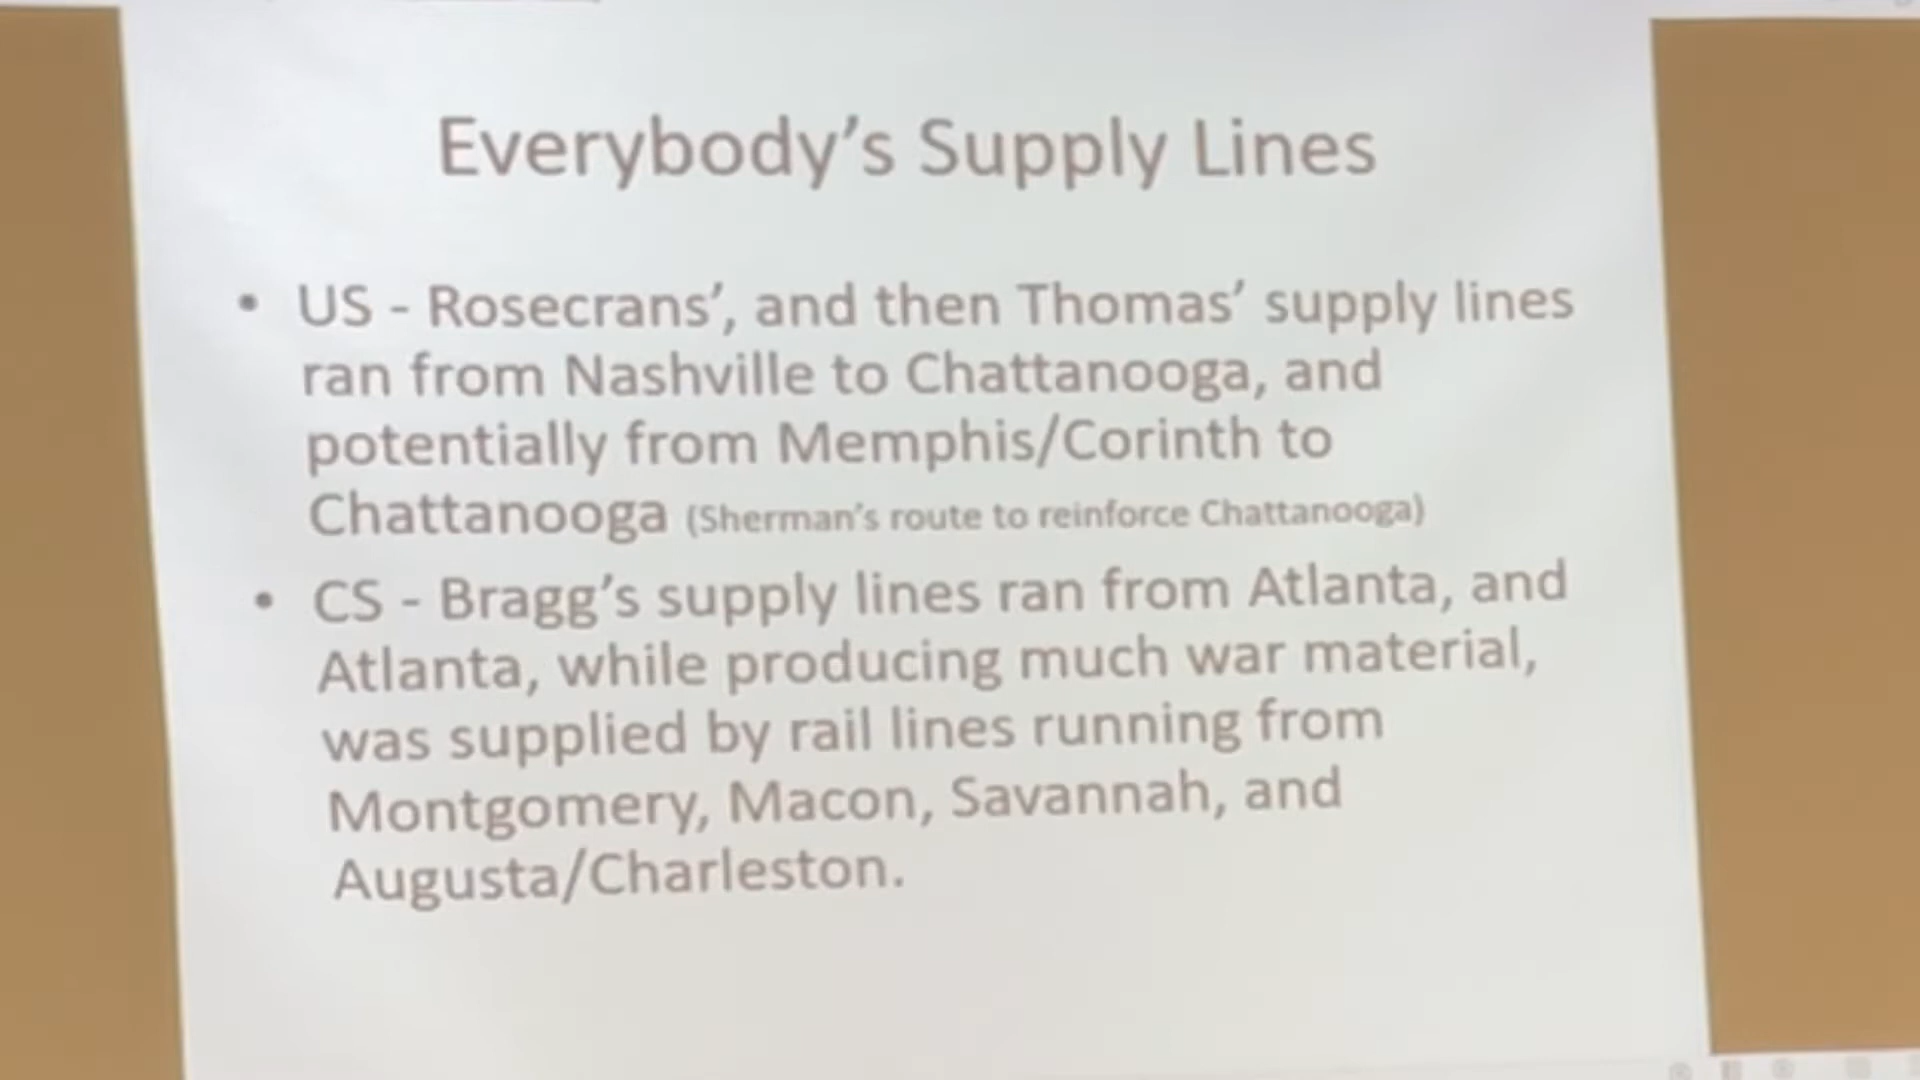 Everybody's Supply Lines
• US - Rosecrans', and then Thomas' supply lines
ran from Nashville to Chattanooga, and
potentially from Memphis/Corinth to
Chattanooga (Sherman's route to reinforce Chattanooga)
• CS - Bragg's supply lines ran from Atlanta, and
Atlanta, while producing much war material,
was supplied by rail lines running from
Montgomery, Macon, Savannah, and
Augusta/Charleston.